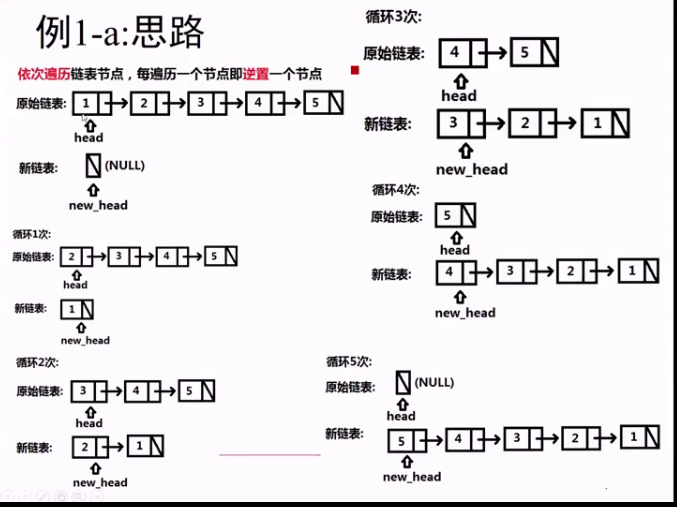 例1-a:思路
依次遍历链表节点，每遍历一个节点即逆置一个节点
原始链表: 1 2 3 4 5
head
新链表: (NULL)
new_head
循环1次:
原始链表: 2 3 4 5
head
新链表: 1
new_head
循环2次:
原始链表: 3 4 5
head
新链表: 2 1
new_head
循环3次:
原始链表: 4 5
head
新链表: 3 2 1
new_head
循环4次:
原始链表: 5
head
新链表: 4 3 2 1
new_head
循环5次:
原始链表: (NULL)
head
新链表: 5 4 3 2 1
new_head